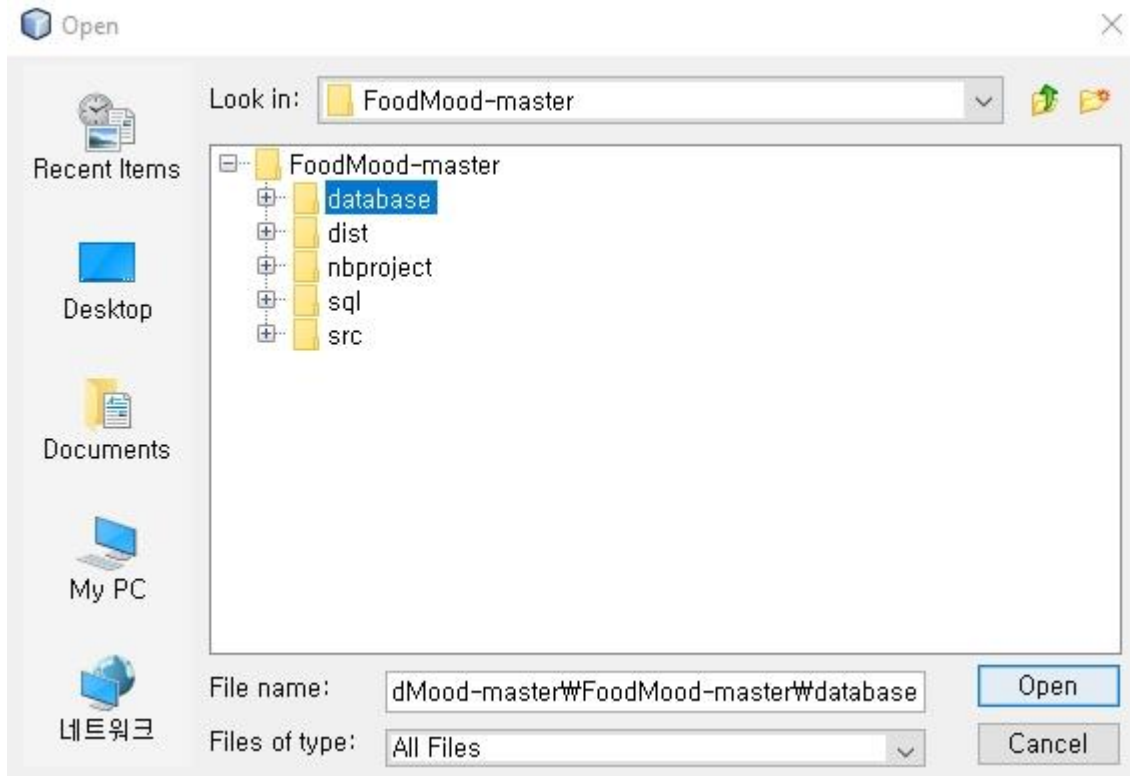 Open
Look in: FoodMood-master
Recent Items
FoodMood-master
database
dist
nbproject
sql
src
Desktop
Documents
My PC
네트워크
File name: dMood-master₩FoodMood-master₩database
Open
Files of type: All Files
Cancel